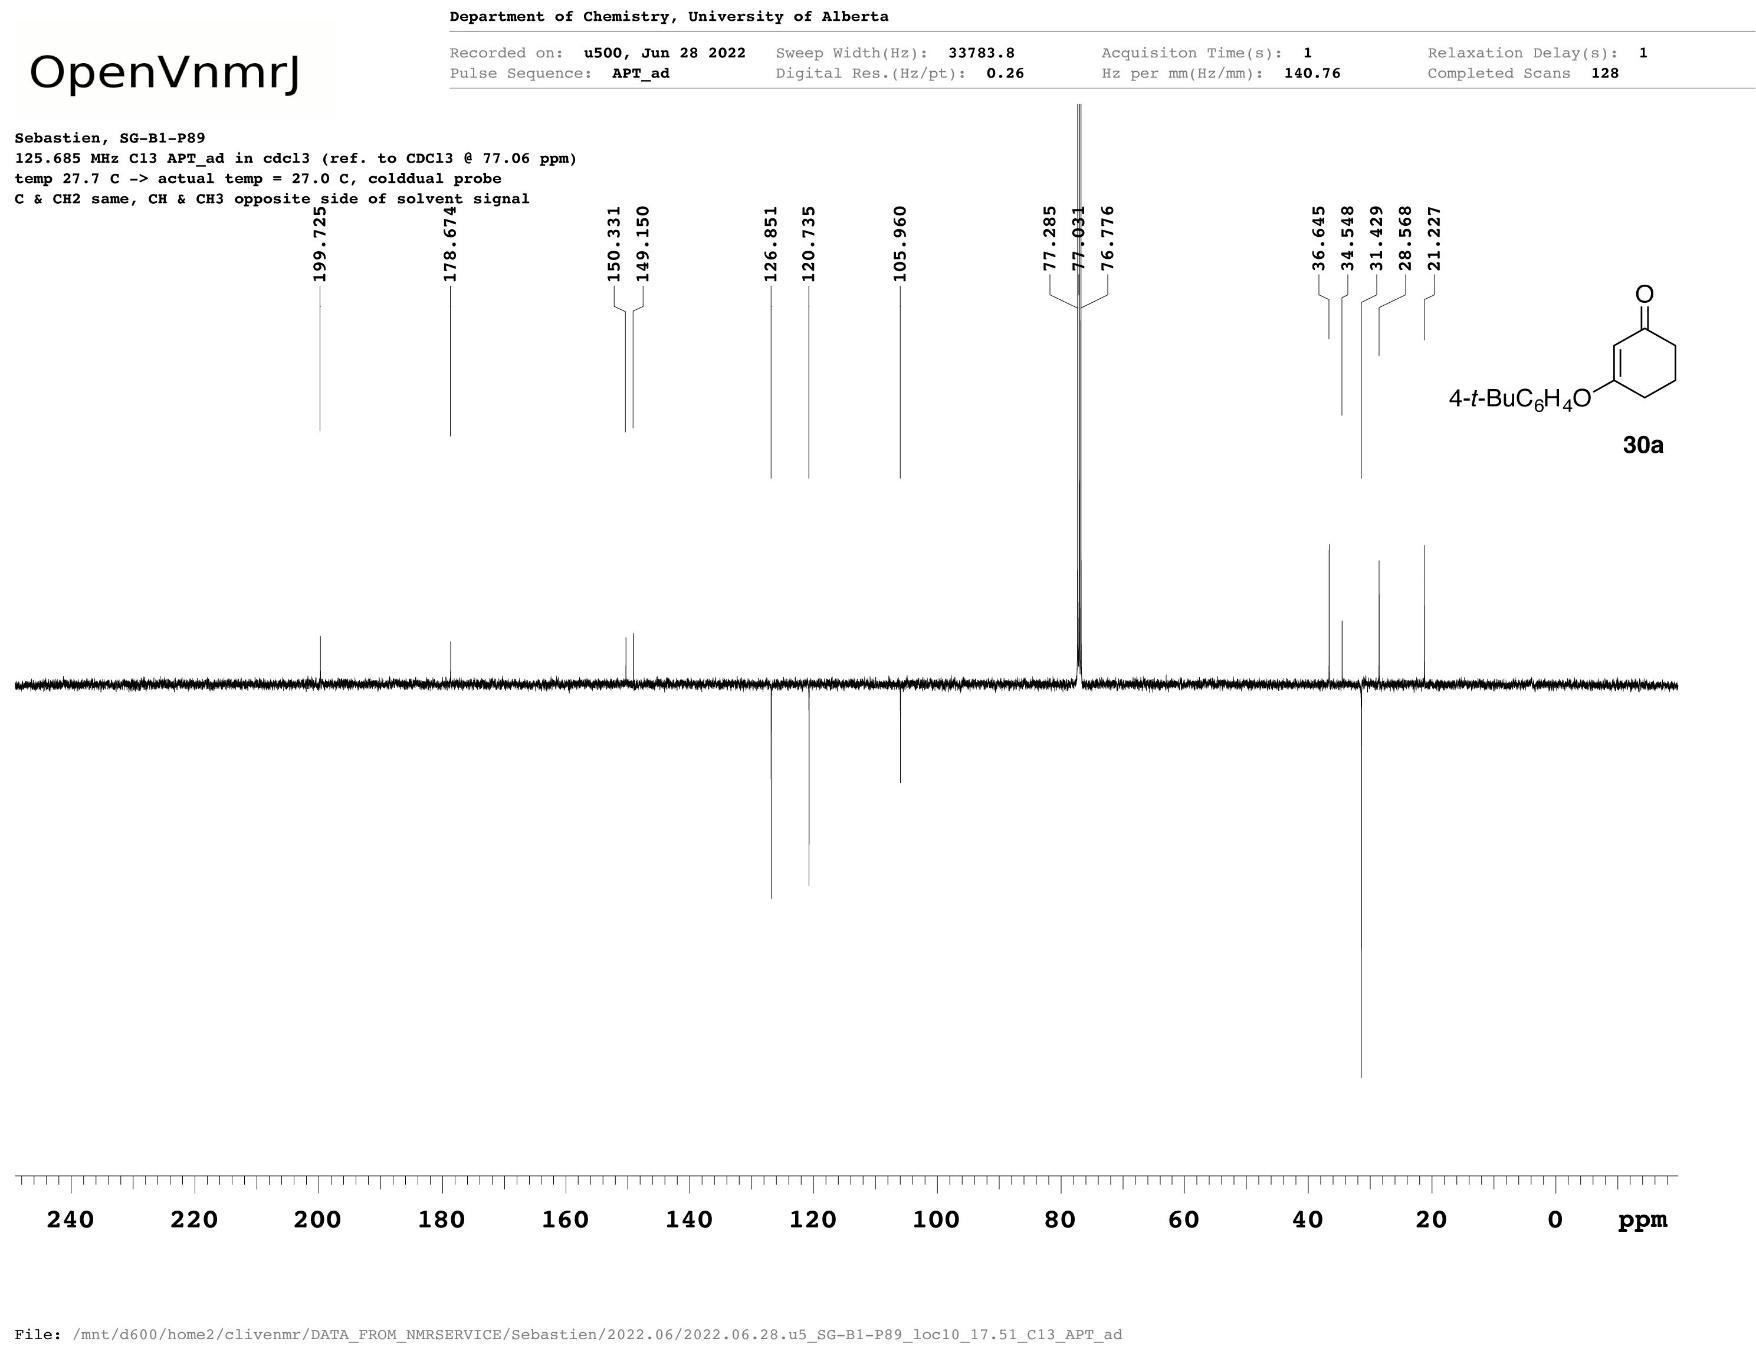 Department of Chemistry, University of Alberta
OpenVnmrJ
Recorded on: u500, Jun 28 2022 Sweep Width(Hz): 33783.8 Acquisiton Time(s): 1 Relaxation Delay(s): 1
Pulse Sequence: APT_ad Digital Res.(Hz/pt): 0.26 Hz per mm(Hz/mm): 140.76 Completed Scans 128
Sebastien, SG-B1-P89
125.685 MHz C13 APT_ad in cdcl3 (ref. to CDCl3 @ 77.06 ppm)
temp 27.7 C -> actual temp = 27.0 C, colddual probe
C & CH2 same, CH & CH3 opposite side of solvent signal
199.725
178.674
150.331
149.150
126.851
120.735
105.960
77.285
77.031
76.776
36.645
34.548
31.429
28.568
21.227
O
4-t-BuC6H4O
30a
240 220 200 180 160 140 120 100 80 60 40 20 0 ppm
File: /mnt/d600/home2/clivenmr/DATA_FROM_NMRSERVICE/Sebastien/2022.06/2022.06.28.u5_SG-B1-P89_loc10_17.51_C13_APT_ad